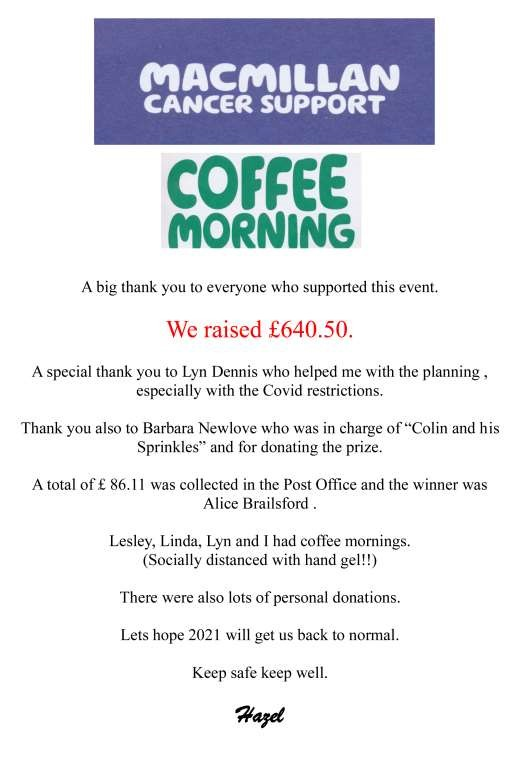 MACMILLAN
CANCER SUPPORT
COFFEE
MORNING
A big thank you to everyone who supported this event.
We raised £640.50.
A special thank you to Lyn Dennis who helped me with the planning ,
especially with the Covid restrictions.
Thank you also to Barbara Newlove who was in charge of “Colin and his
Sprinkles” and for donating the prize.
A total of £ 86.11 was collected in the Post Office and the winner was
Alice Brailsford .
Lesley, Linda, Lyn and I had coffee mornings.
(Socially distanced with hand gel!!)
There were also lots of personal donations.
Lets hope 2021 will get us back to normal.
Keep safe keep well.
Hazel